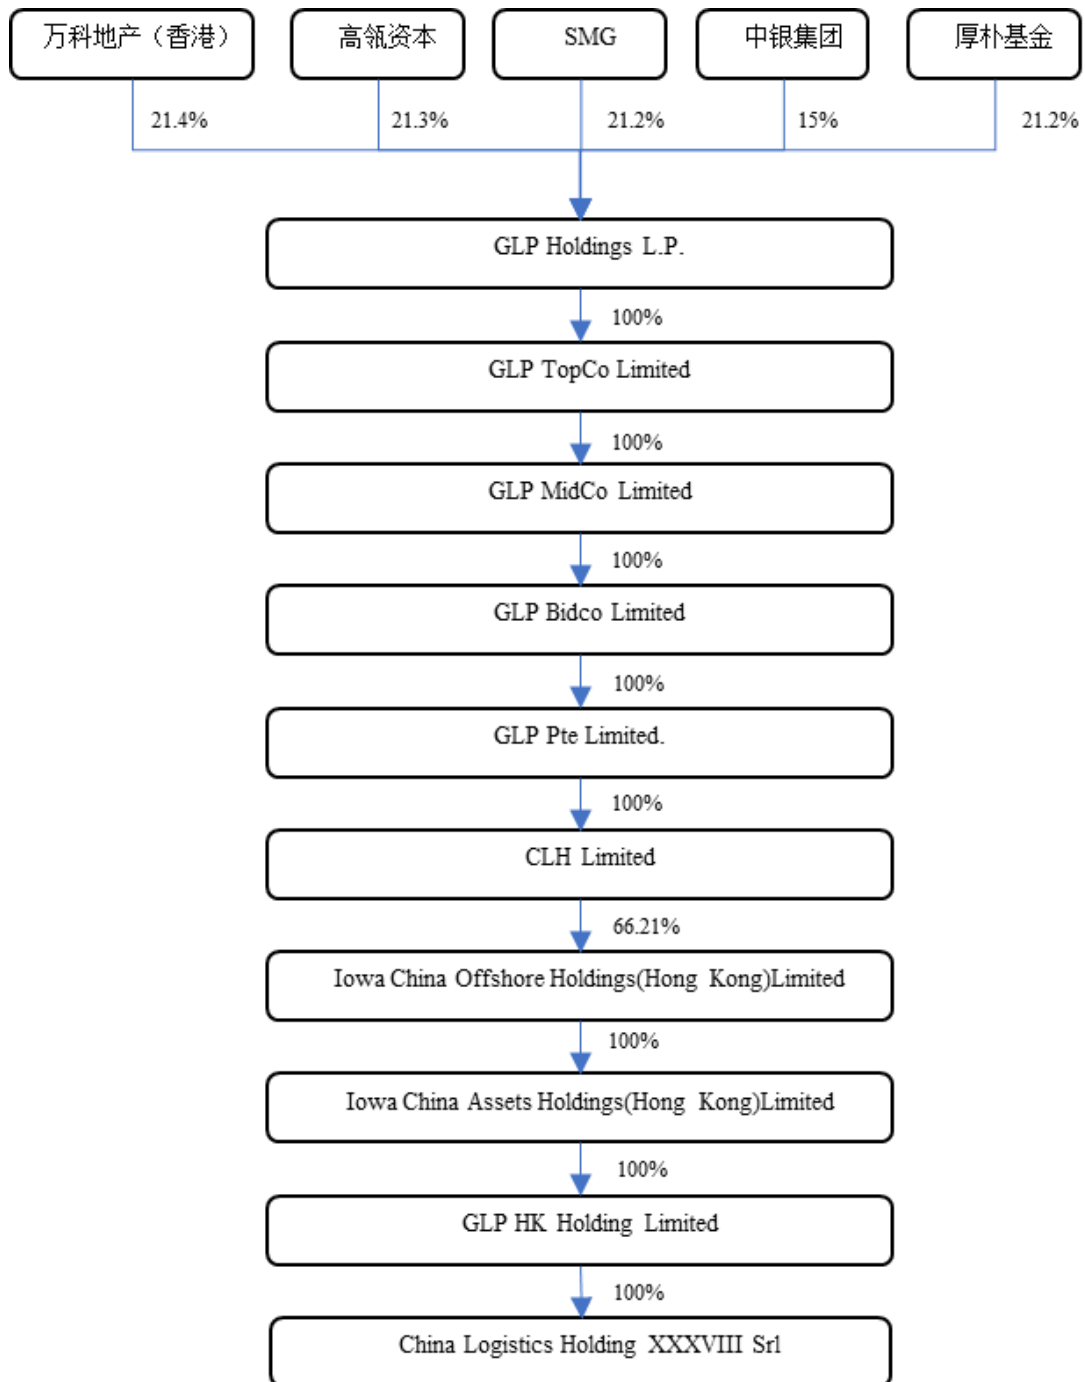 万科地产（香港）
高瓴资本
SMG
中银集团
厚朴基金
21.4%
21.3%
21.2%
15%
21.2%
GLP Holdings L.P.
100%
GLP TopCo Limited
100%
GLP MidCo Limited
100%
GLP Bidco Limited
100%
GLP Pte Limited.
100%
CLH Limited
66.21%
Iowa China Offshore Holdings(Hong Kong)Limited
100%
Iowa China Assets Holdings(Hong Kong)Limited
100%
GLP HK Holding Limited
100%
China Logistics Holding XXXVIII Srl